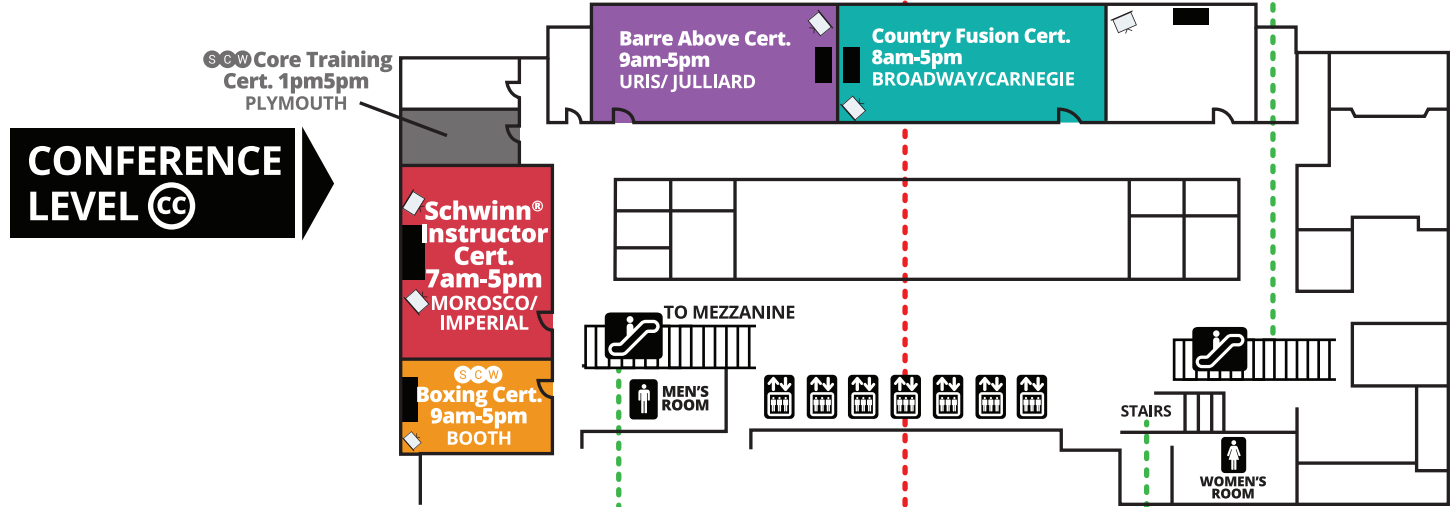 SCW Core Training
Cert. 1pm5pm
PLYMOUTH
CONFERENCE
LEVEL CC
Barre Above Cert.
9am-5pm
URIS/ JULLIARD
Country Fusion Cert.
8am-5pm
BROADWAY/CARNEGIE
Schwinn®
Instructor
Cert.
7am-5pm
MOROSCO/
IMPERIAL
SCW
Boxing Cert.
9am-5pm
BOOTH
TO MEZZANINE
MEN'S
ROOM
STAIRS
WOMEN'S
ROOM